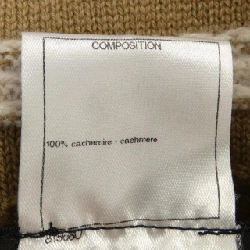 COMPOSITION
100% cachemire - cashmere